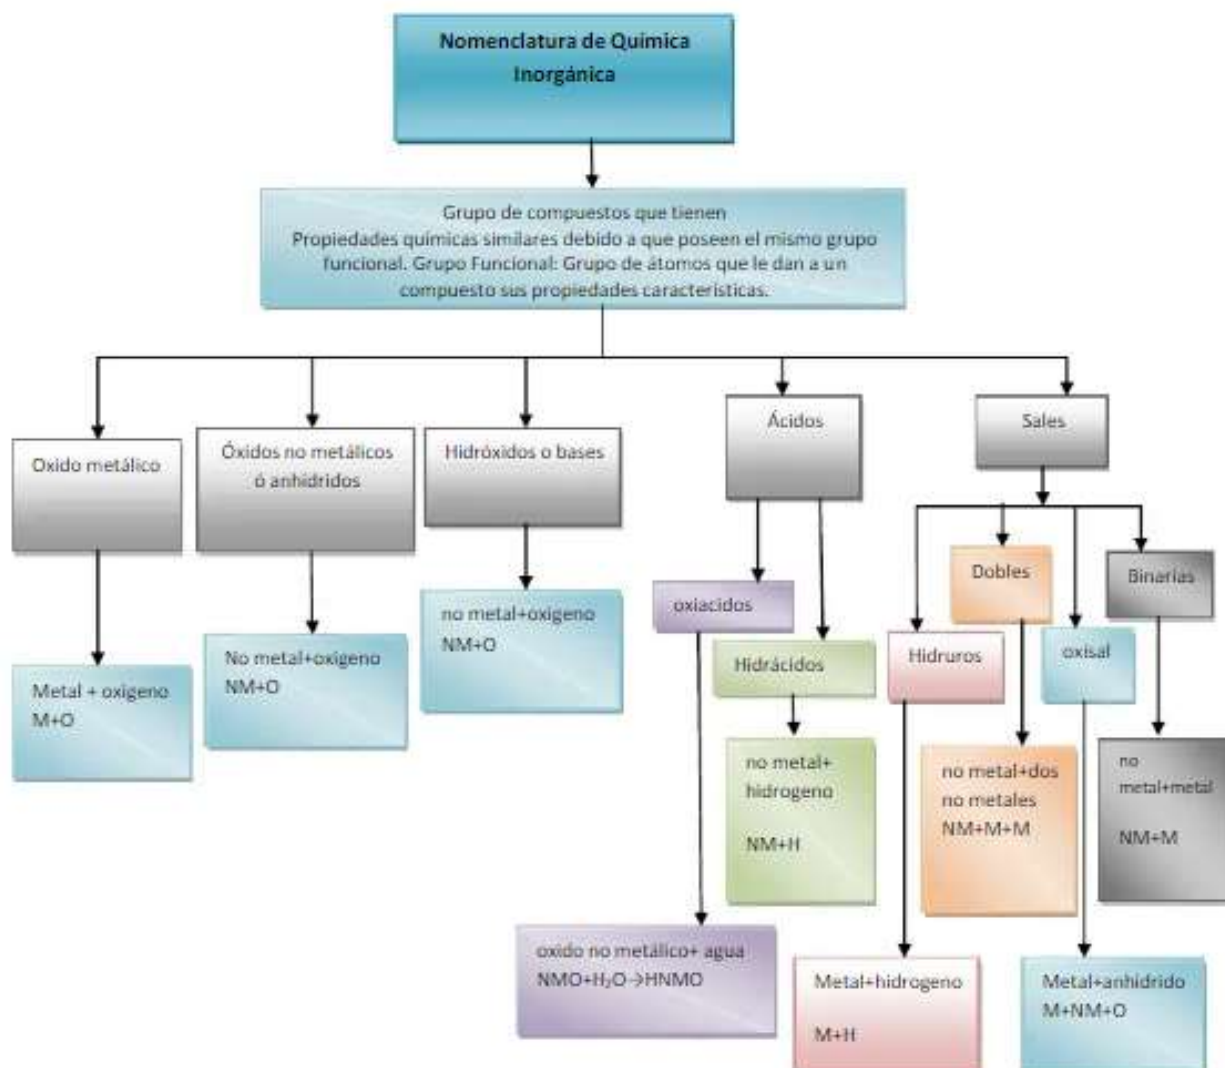 Nomenclatura de Química
Inorgánica
Grupo de compuestos que tienen
Propiedades químicas similares debido a que poseen el mismo grupo
funcional. Grupo Funcional: Grupo de átomos que le dan a un
compuesto sus propiedades características.
Oxido metálico
Óxidos no metálicos
ó anhidridos
Hidróxidos o bases
Ácidos
Sales
Metal + oxigeno
M+O
No metal+oxigeno
NM+O
no metal+oxigeno
NM+O
oxiacidos
Hidrácidos
Hidruros
Dobles
oxisal
Binarias
oxido no metálico+ agua
NMO+H₂O→HNMO
no metal+
hidrogeno
NM+H
Metal+hidrogeno
M+H
no metal+dos
no metales
NM+M+M
Metal+anhidrido
M+NM+O
no
metal+metal
NM+M